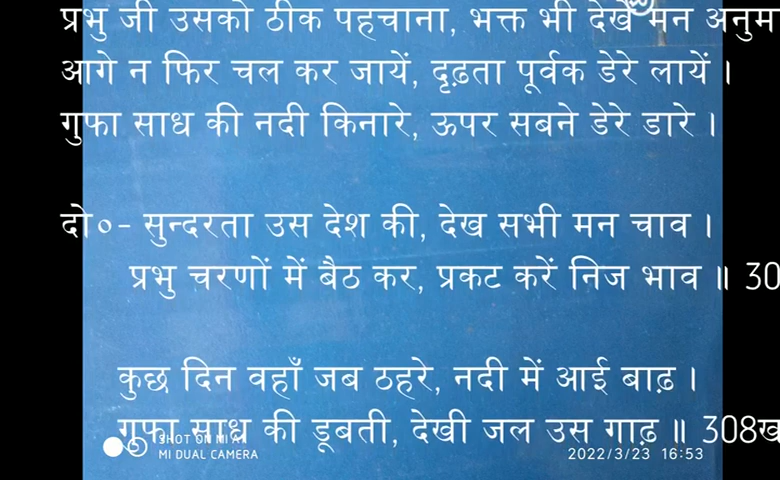 प्रभु जी उसको ठीक पहचाना, भक्त भी देखे मन
आगे न फिर चल कर जायें, दृढ़ता पूर्वक डेरे लायें ।
गुफा साध की नदी किनारे, ऊपर सबने डेरे डारे ।
दो०- सुन्दरता उस देश की, देख सभी मन चाव ।
प्रभु चरणों में बैठ कर, प्रकट करें निज भाव ॥
कुछ दिन वहाँ जब ठहरे, नदी में आई बाढ़ ।
गुफा साध की डूबती, देखी जल उस गाढ़ ॥ 308ख
SHOT ON MI A1
MI DUAL CAMERA
2022/3/23 16:53